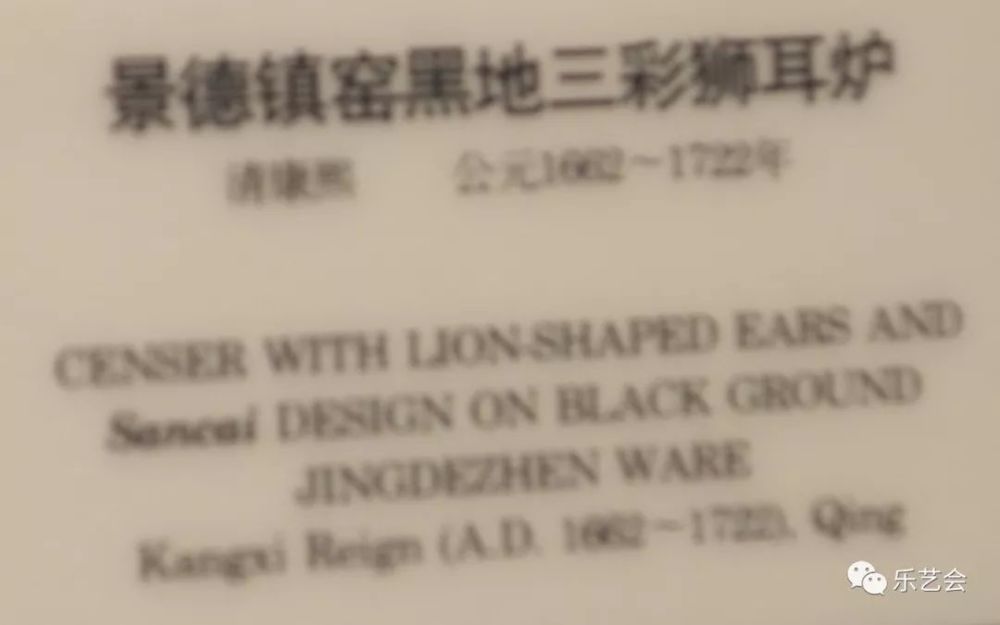 景德镇窑黑地三彩狮耳炉
清康熙 公元1662～1722年
CENSER WITH LION-SHAPED EARS AND
Sancai DESIGN ON BLACK GROUND
JINGDEZHEN WARE
Kangxi Reign (A.D. 1662～1722), Qing
乐艺会